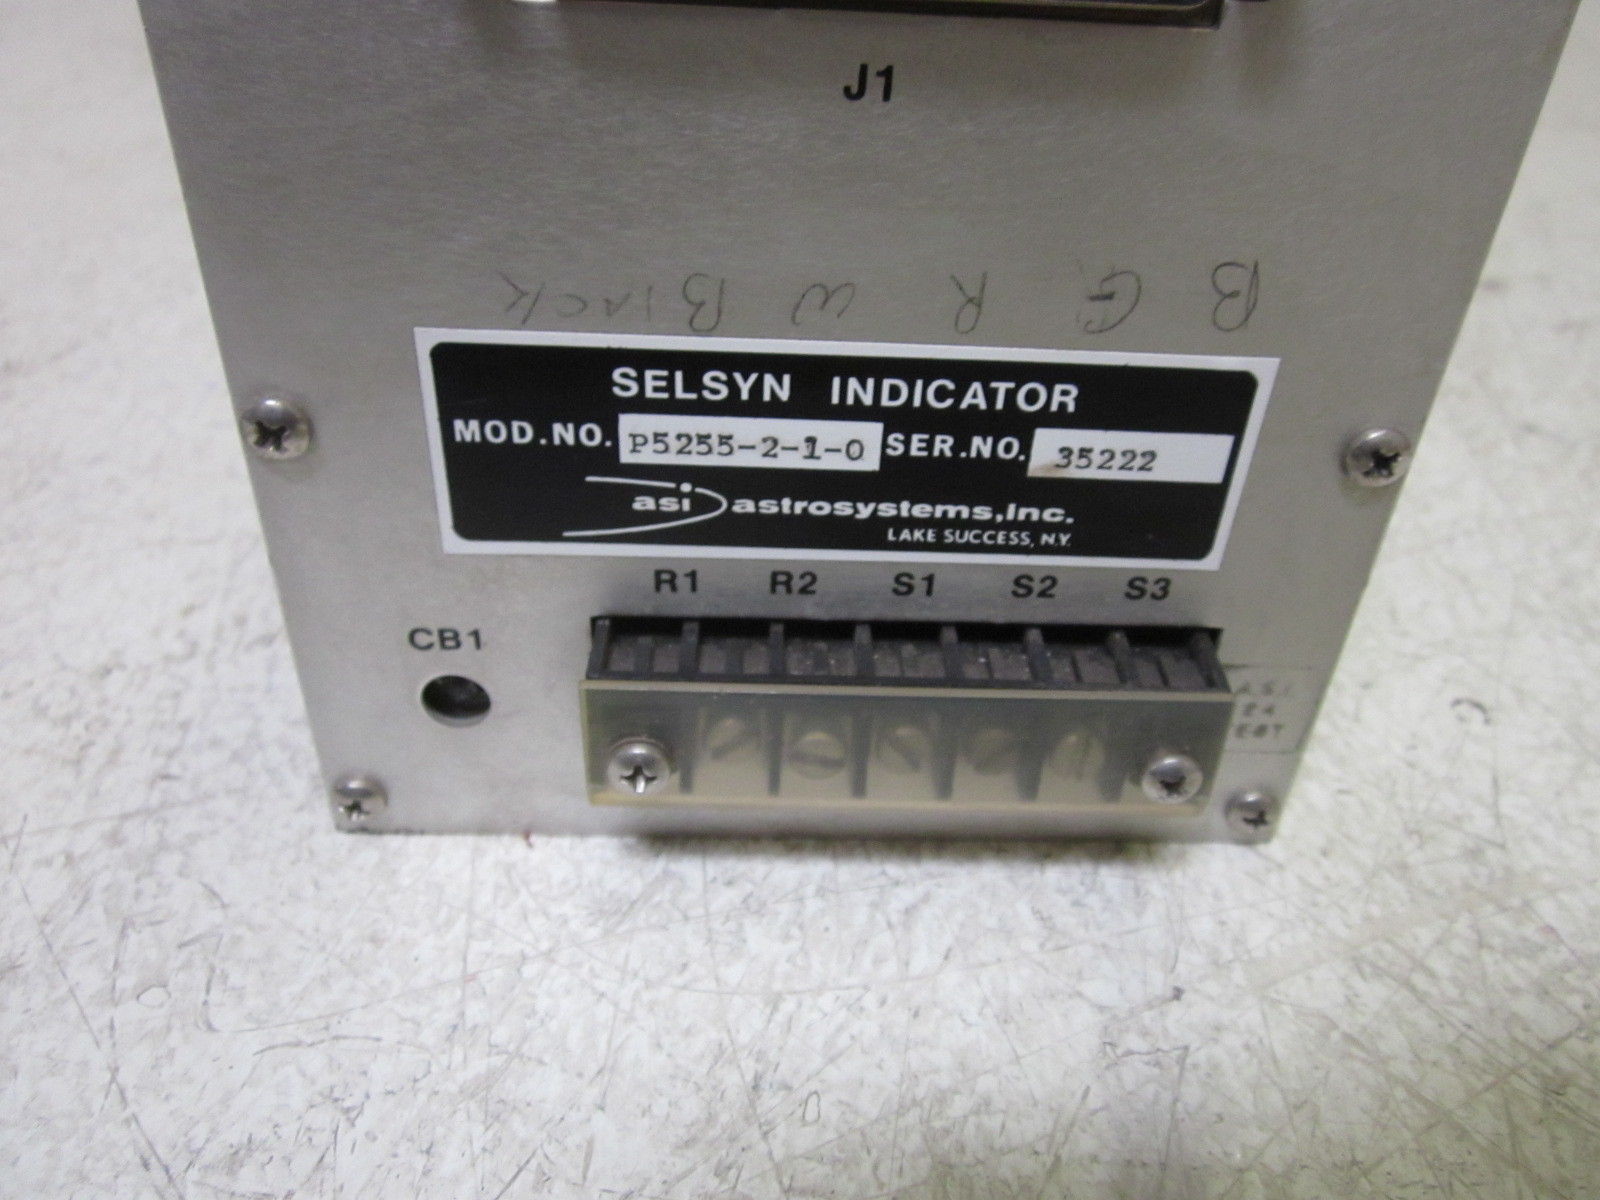 J1
B G R W Black
SELSYN INDICATOR
MOD.NO. P5255-2-1-0 SER.NO. 35222
asi astrosystems,Inc.
LAKE SUCCESS, N.Y.
R1 R2 S1 S2 S3
CB1
A.S.I.
24